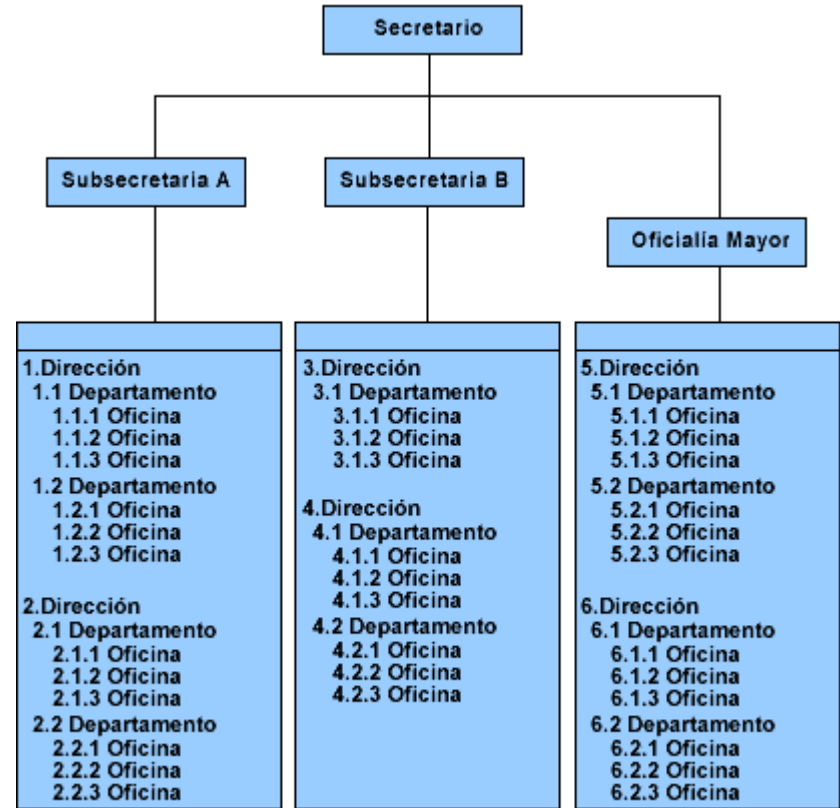 Secretario
Subsecretaria A
Subsecretaria B
Oficialía Mayor
1.Dirección
1.1 Departamento
1.1.1 Oficina
1.1.2 Oficina
1.1.3 Oficina
1.2 Departamento
1.2.1 Oficina
1.2.2 Oficina
1.2.3 Oficina
2.Dirección
2.1 Departamento
2.1.1 Oficina
2.1.2 Oficina
2.1.3 Oficina
2.2 Departamento
2.2.1 Oficina
2.2.2 Oficina
2.2.3 Oficina
3.Dirección
3.1 Departamento
3.1.1 Oficina
3.1.2 Oficina
3.1.3 Oficina
4.Dirección
4.1 Departamento
4.1.1 Oficina
4.1.2 Oficina
4.1.3 Oficina
4.2 Departamento
4.2.1 Oficina
4.2.2 Oficina
4.2.3 Oficina
5.Dirección
5.1 Departamento
5.1.1 Oficina
5.1.2 Oficina
5.1.3 Oficina
5.2 Departamento
5.2.1 Oficina
5.2.2 Oficina
5.2.3 Oficina
6.Dirección
6.1 Departamento
6.1.1 Oficina
6.1.2 Oficina
6.1.3 Oficina
6.2 Departamento
6.2.1 Oficina
6.2.2 Oficina
6.2.3 Oficina